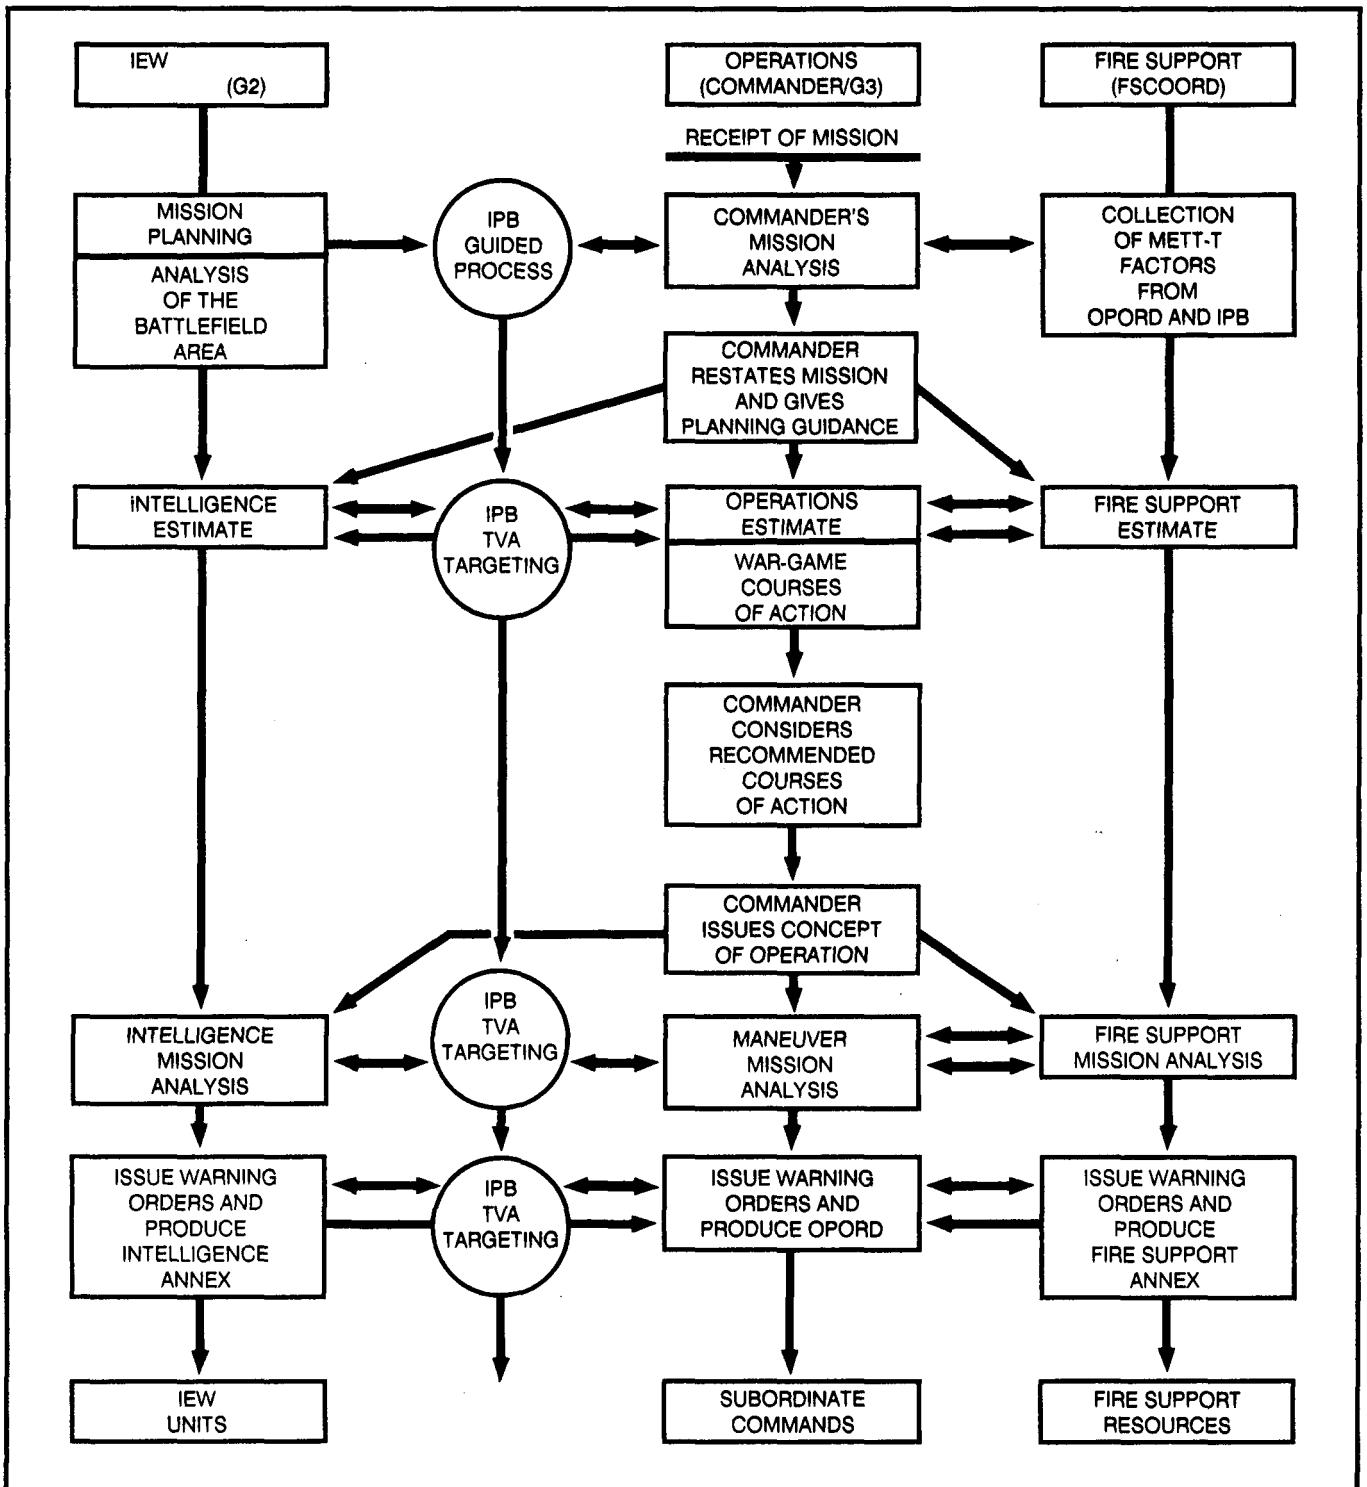 IEW
(G2)
OPERATIONS
(COMMANDER/G3)
FIRE SUPPORT
(FSCOORD)
RECEIPT OF MISSION
MISSION
PLANNING
ANALYSIS
OF THE
BATTLEFIELD
AREA
IPB
GUIDED
PROCESS
COMMANDER'S
MISSION
ANALYSIS
COLLECTION
OF METT-T
FACTORS
FROM
OPORD AND IPB
COMMANDER
RESTATES MISSION
AND GIVES
PLANNING GUIDANCE
INTELLIGENCE
ESTIMATE
IPB
TVA
TARGETING
OPERATIONS
ESTIMATE
WAR-GAME
COURSES
OF ACTION
FIRE SUPPORT
ESTIMATE
COMMANDER
CONSIDERS
RECOMMENDED
COURSES
OF ACTION
COMMANDER
ISSUES CONCEPT
OF OPERATION
INTELLIGENCE
MISSION
ANALYSIS
IPB
TVA
TARGETING
MANEUVER
MISSION
ANALYSIS
FIRE SUPPORT
MISSION ANALYSIS
ISSUE WARNING
ORDERS AND
PRODUCE
INTELLIGENCE
ANNEX
IPB
TVA
TARGETING
ISSUE WARNING
ORDERS AND
PRODUCE OPORD
ISSUE WARNING
ORDERS AND
PRODUCE
FIRE SUPPORT
ANNEX
IEW
UNITS
SUBORDINATE
COMMANDS
FIRE SUPPORT
RESOURCES